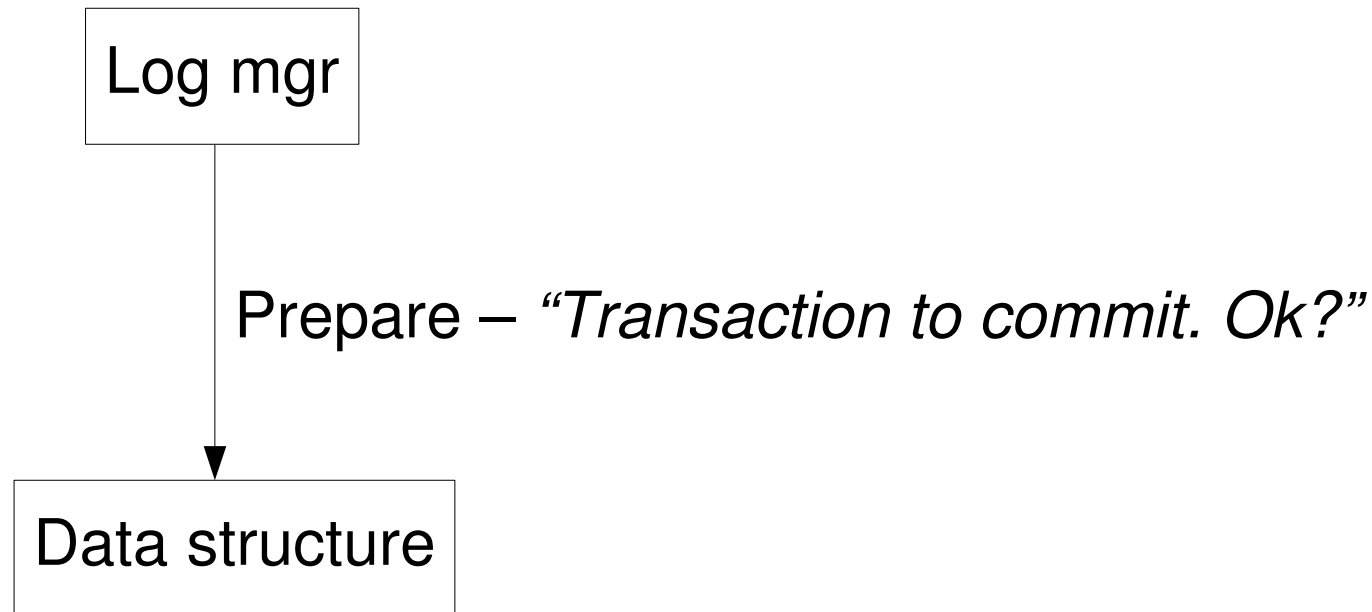 Log mgr
Prepare – “Transaction to commit. Ok?”
Data structure